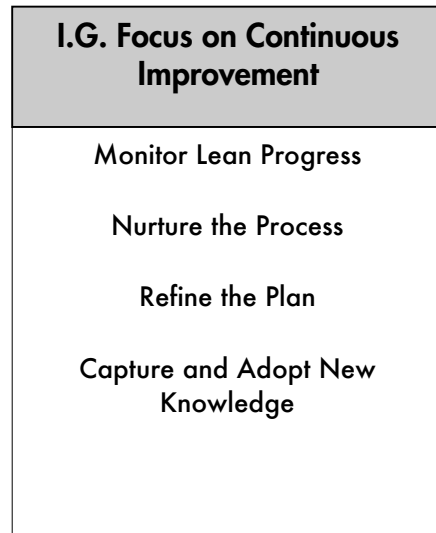 I.G. Focus on Continuous
Improvement
Monitor Lean Progress
Nurture the Process
Refine the Plan
Capture and Adopt New
Knowledge